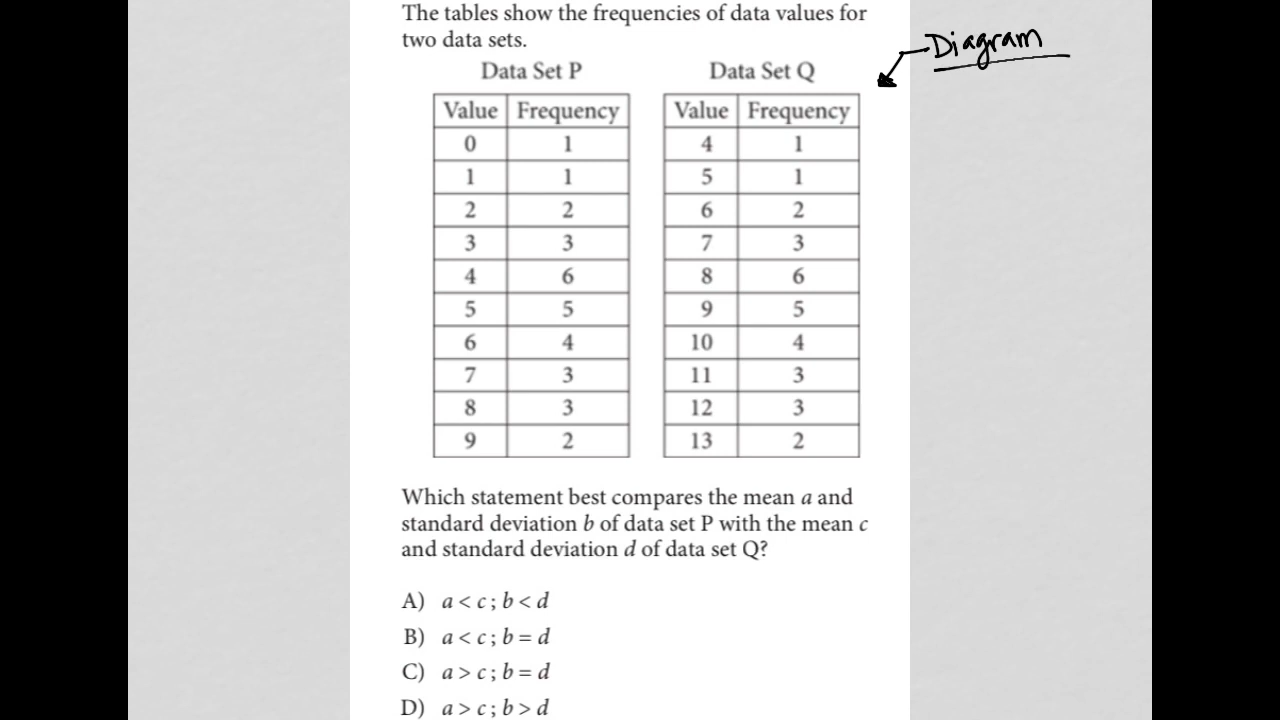 The tables show the frequencies of data values for
two data sets.
Diagram
Data Set P
Data Set Q
Value Frequency
0 1
1 1
2 2
3 3
4 6
5 5
6 4
7 3
8 3
9 2
Value Frequency
4 1
5 1
6 2
7 3
8 6
9 5
10 4
11 3
12 3
13 2
Which statement best compares the mean a and
standard deviation b of data set P with the mean c
and standard deviation d of data set Q?
A) a < c ; b < d
B) a < c ; b = d
C) a > c ; b = d
D) a > c ; b > d